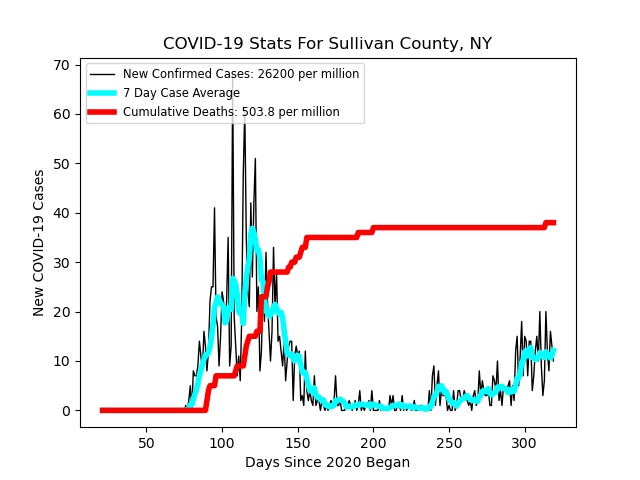 COVID-19 Stats For Sullivan County, NY
New Confirmed Cases: 26200 per million
7 Day Case Average
Cumulative Deaths: 503.8 per million
New COVID-19 Cases
70
60
50
40
30
20
10
0
50 100 150 200 250 300
Days Since 2020 Began